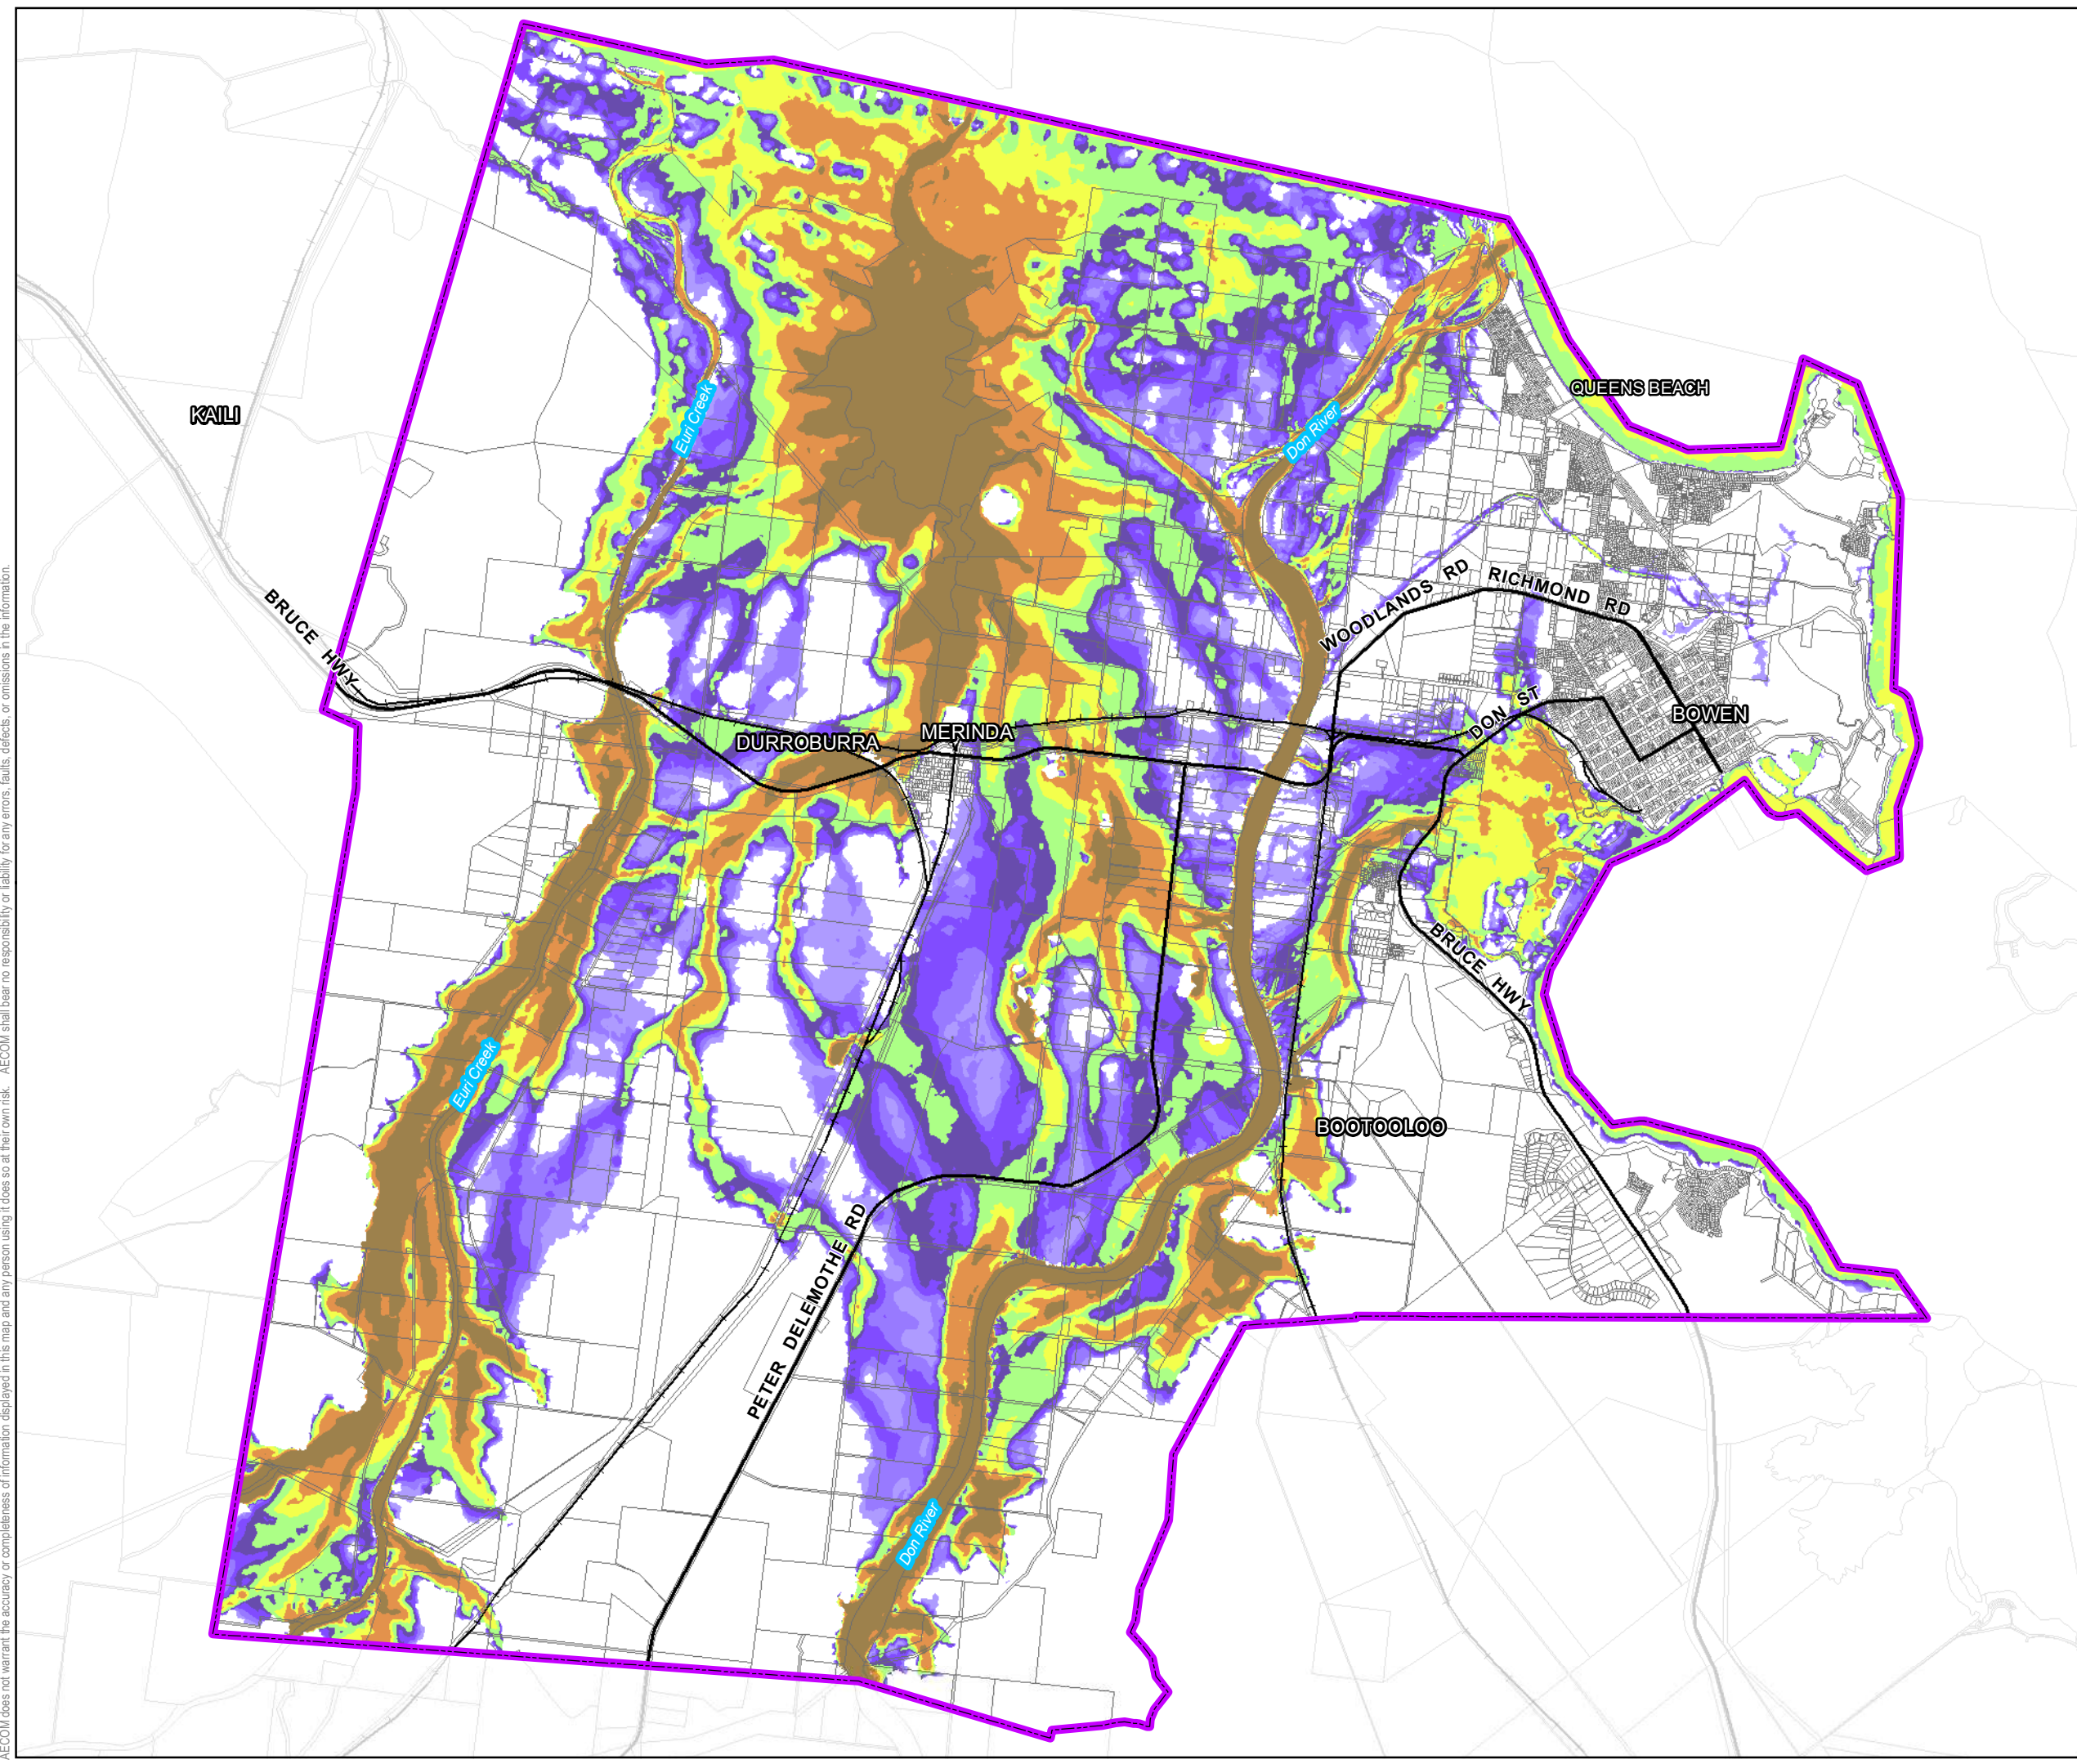 KAILI
QUEENS BEACH
Euri Creek
Don River
BRUCE HWY
WOODLANDS RD
RICHMOND RD
DON ST
BOWEN
MERINDA
DURROBURRA
BRUCE HWY
Euri Creek
BOOTOOLOO
PETER DELEMOTHE RD
Don River
AECOM does not warrant the accuracy or completeness of information displayed in this map and any person using it does so at their own risk. AECOM shall bear no responsibility or liability for any errors, faults, defects, or omissions in the information.